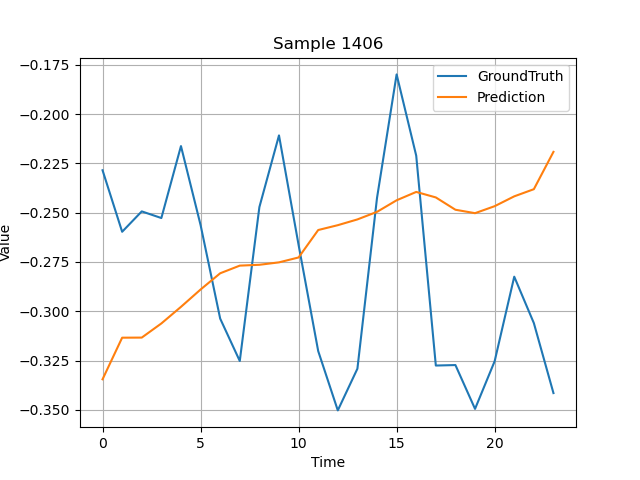 Sample 1406
GroundTruth
Prediction
−0.175
−0.200
−0.225
−0.250
−0.275
−0.300
−0.325
−0.350
Value
0 5 10 15 20
Time